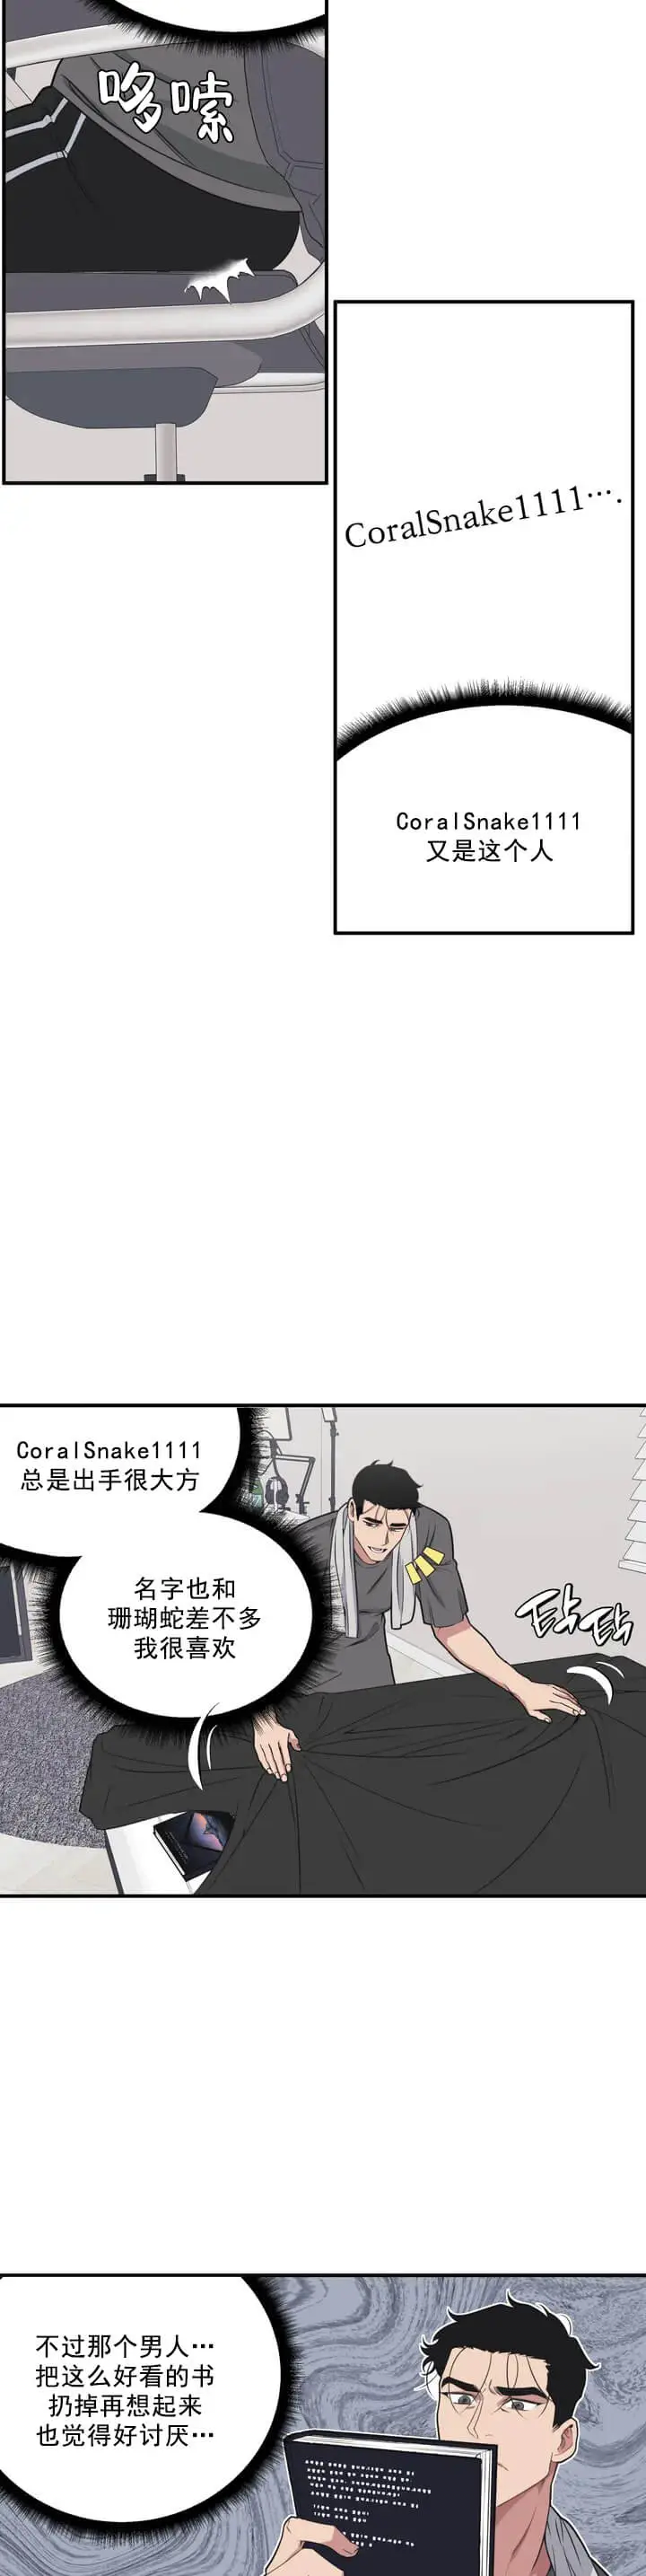 哆嗦
CoralSnake1111….
CoralSnake1111
又是这个人
CoralSnake1111
总是出手很大方
名字也和
珊瑚蛇差不多
我很喜欢
탁탁
不过那个男人…
把这么好看的书
扔掉再想起来
也觉得好讨厌…